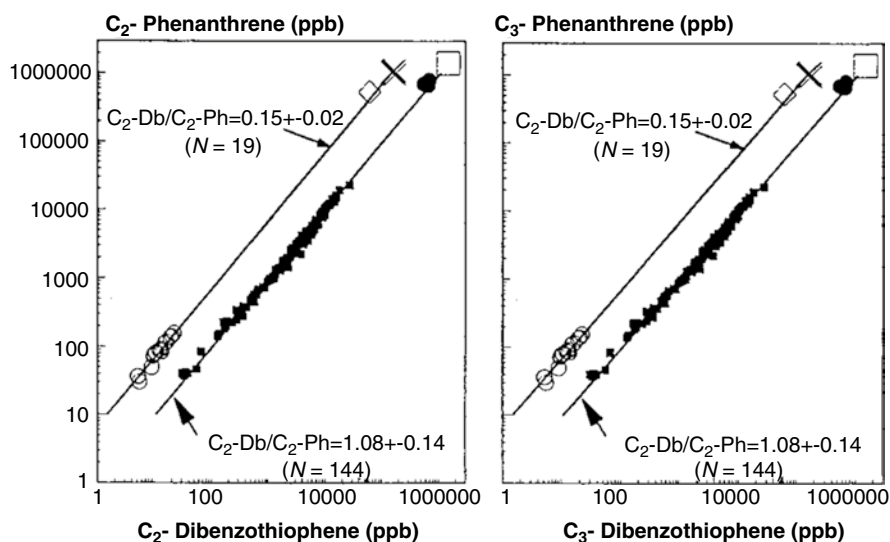 C₂- Phenanthrene (ppb)
1000000
100000
10000
1000
100
10
1
C₂-Db/C₂-Ph=0.15+-0.02
(N = 19)
C₂-Db/C₂-Ph=1.08+-0.14
(N = 144)
1
100
10000
1000000
C₂- Dibenzothiophene (ppb)
C₃- Phenanthrene (ppb)
C₂-Db/C₂-Ph=0.15+-0.02
(N = 19)
C₂-Db/C₂-Ph=1.08+-0.14
(N = 144)
1
100
10000
1000000
C₃- Dibenzothiophene (ppb)